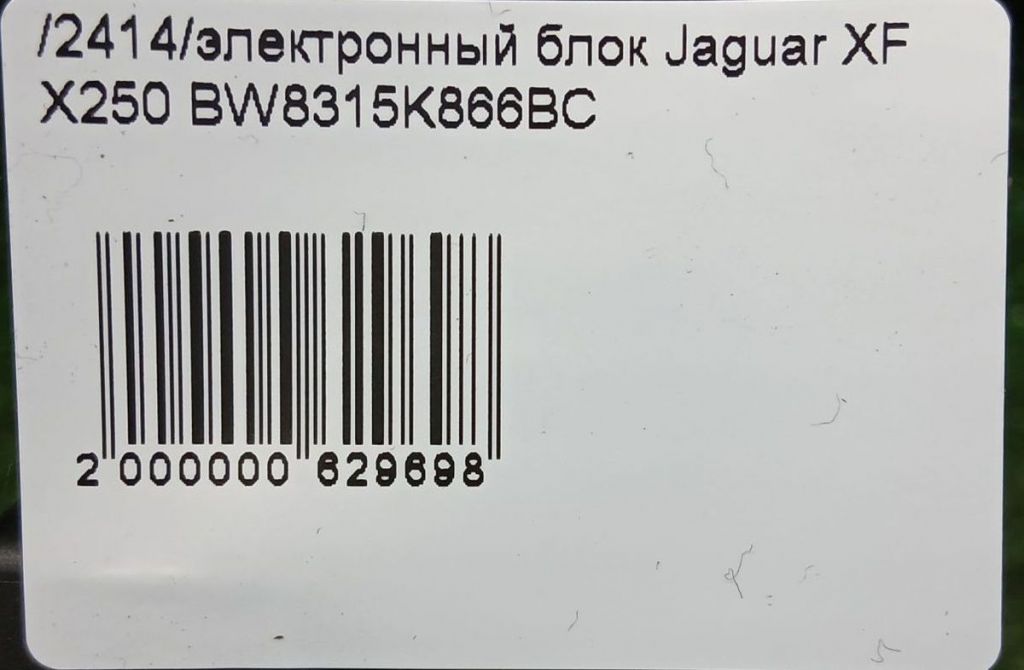 /2414/электронный блок Jaguar XF
X250 BW8315K866BC
2 000000 629698